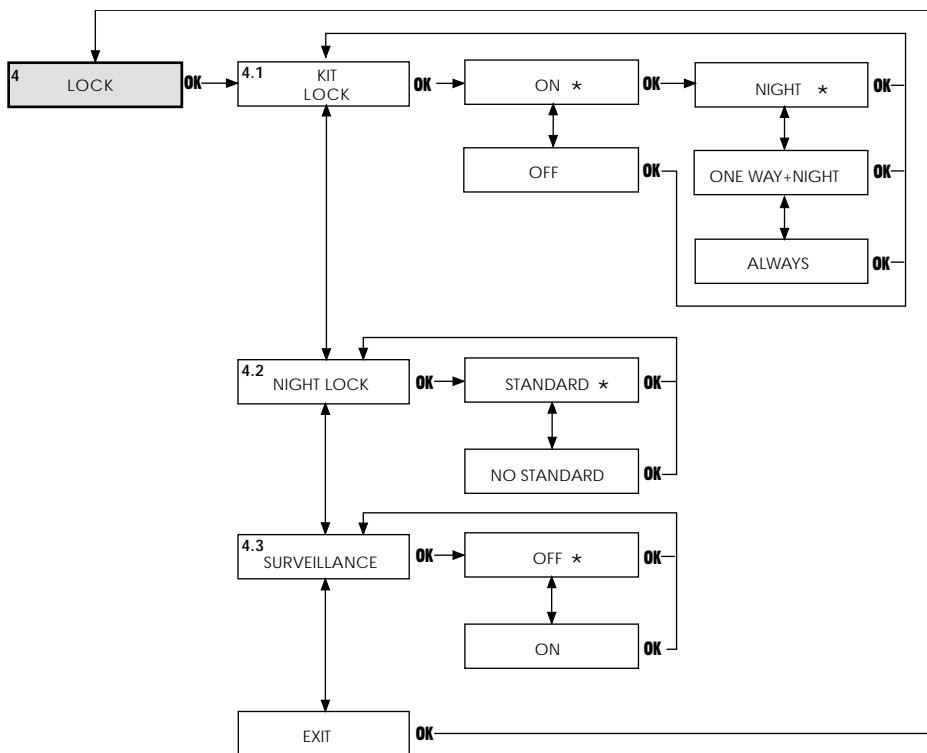 4
LOCK
OK
4.1
KIT
LOCK
OK
ON *
OK
NIGHT *
OK
OFF
OK
ONE WAY+NIGHT
OK
ALWAYS
OK
4.2
NIGHT LOCK
OK
STANDARD *
OK
NO STANDARD
OK
4.3
SURVEILLANCE
OK
OFF *
OK
ON
OK
EXIT
OK